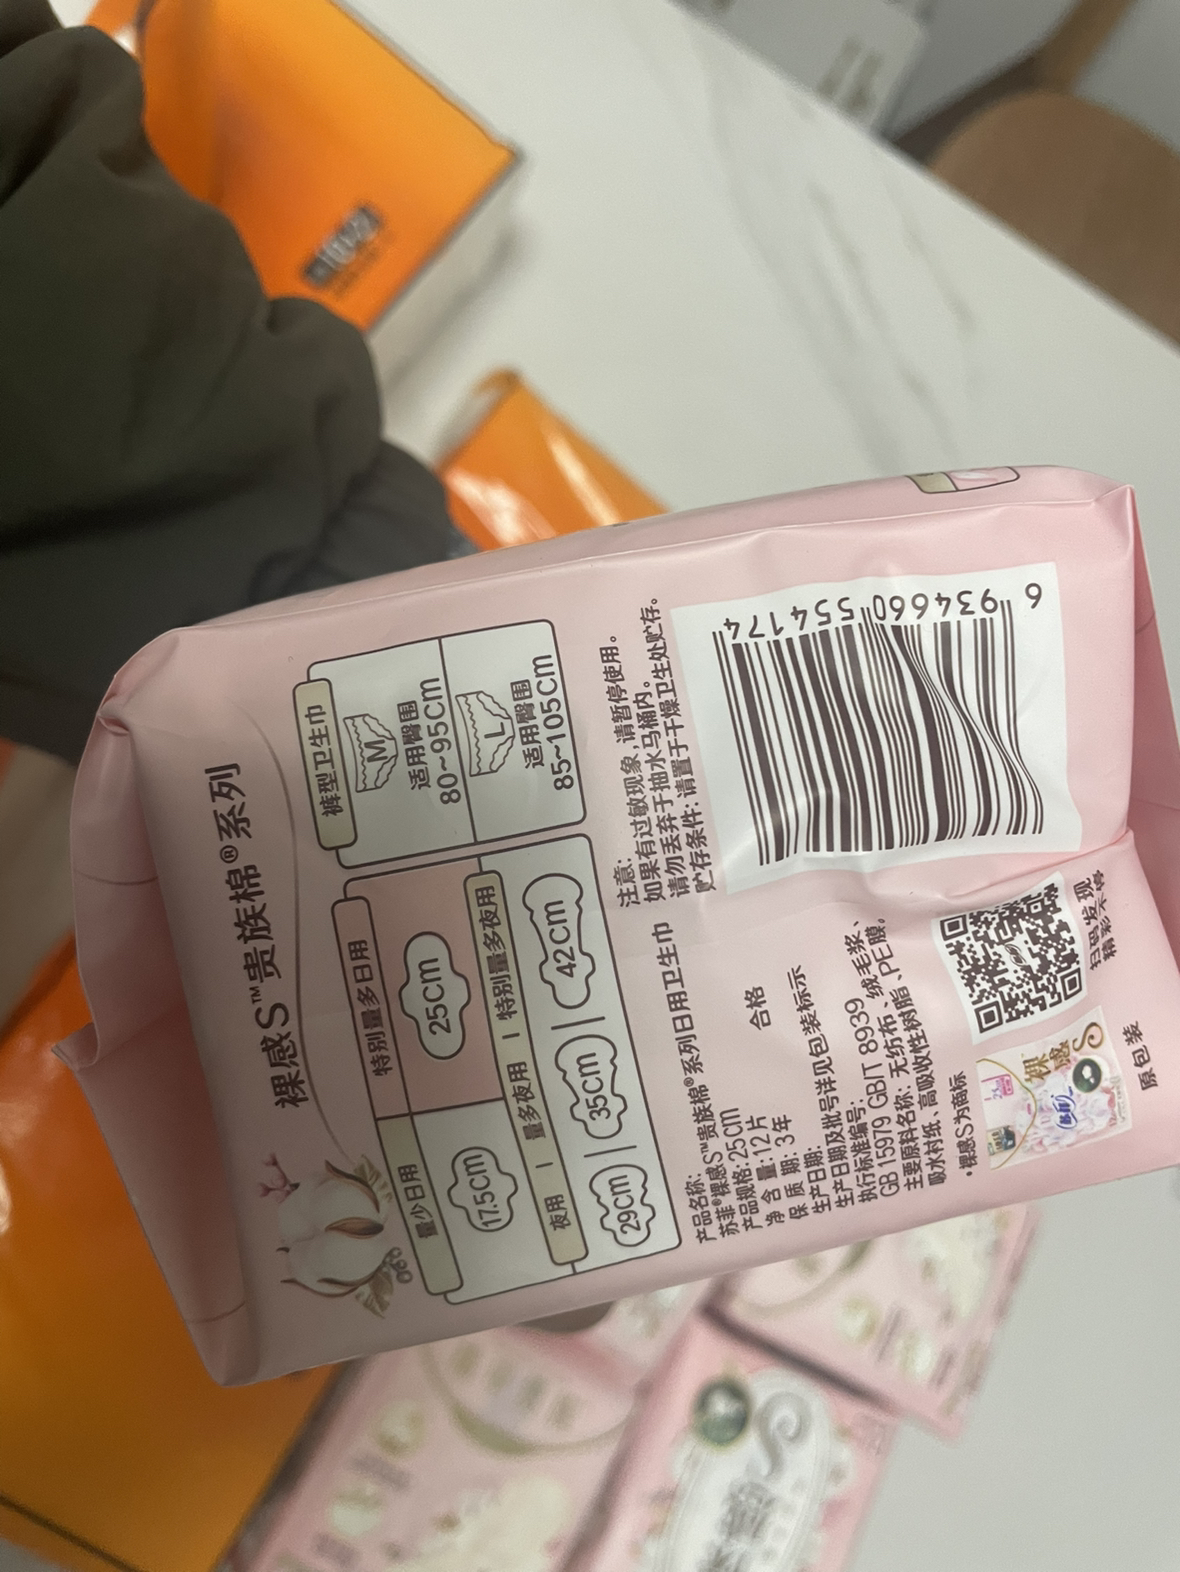 裸感S™贵族棉®系列
量少日用
特别量多日用
17.5cm
25cm
夜用 | 量多夜用 | 特别量多夜用
29cm | 35cm | 42cm
裤型卫生巾
M
适用臀围
80~95cm
L
适用臀围
85~105cm
产品名称:
苏菲®裸感S™贵族棉®系列日用卫生巾
产品规格:25cm
净含量:12片
保质期:3年
合格
生产日期:
生产日期及批号详见包装标示
执行标准编号:
GB 15979 GB/T 8939
主要原料名称: 无纺布、绒毛浆、
吸水衬纸、高吸收性树脂、PE膜。
*裸感S为商标
注意:
如果有过敏现象,请暂停使用。
请勿丢弃于抽水马桶内。
贮存条件: 请置于干燥卫生处贮存。
6 934660 554174
裸感
S
原包装
扫码发现
精彩不停